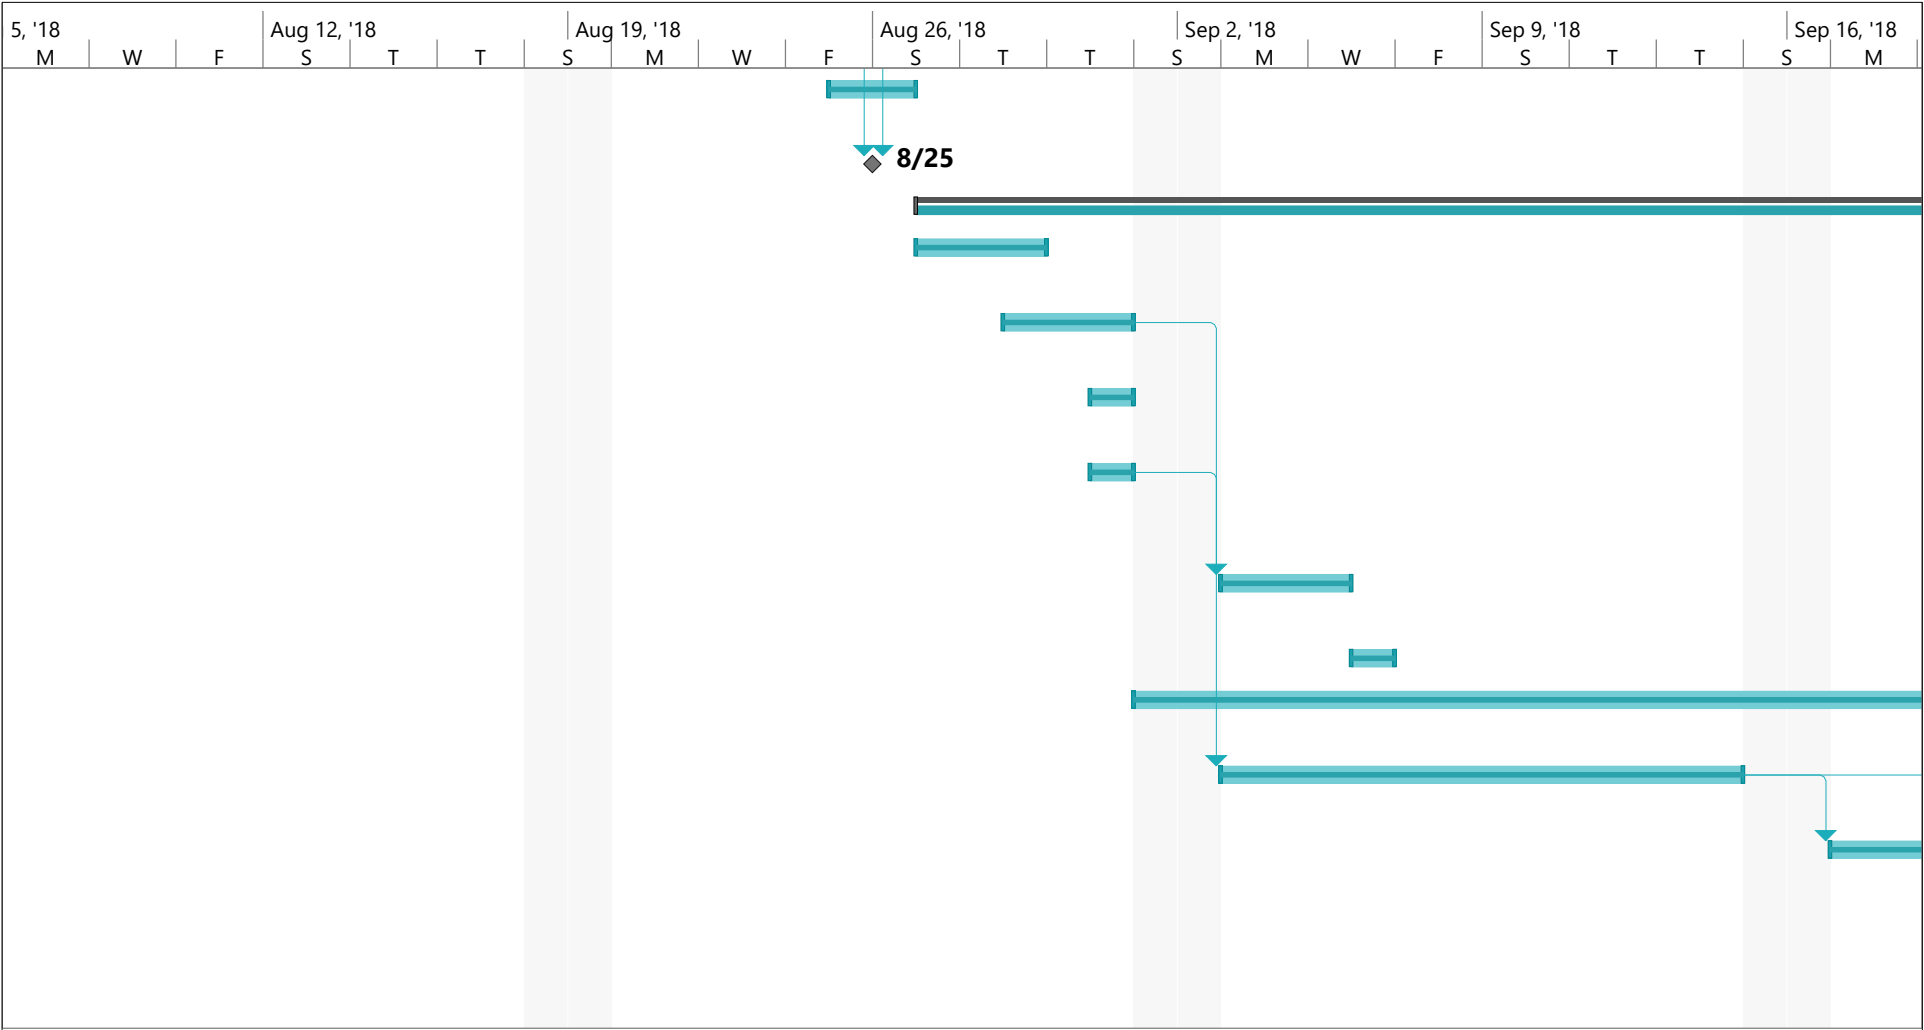 5, '18 Aug 12, '18 Aug 19, '18 Aug 26, '18 Sep 2, '18 Sep 9, '18 Sep 16, '18
M W F S T T S M W F S T T S M W F S T T S M
8/25